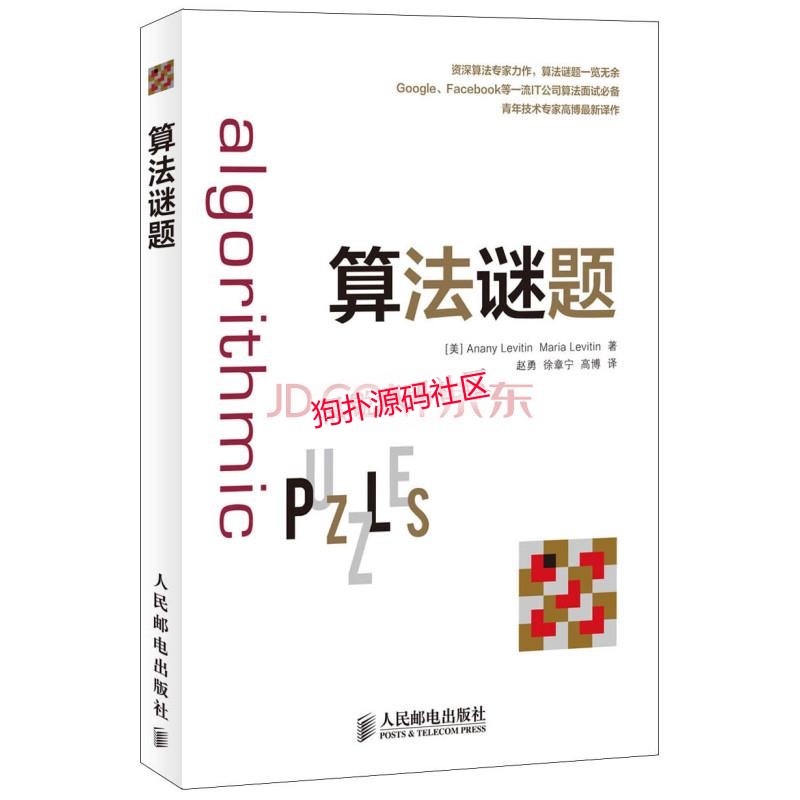 资深算法专家力作，算法谜题一览无余
Google、Facebook等一流IT公司算法面试必备
青年技术专家高博最新译作
algorithmic
算法谜题
[美] Anany Levitin Maria Levitin 著
赵勇 徐章宁 高博 译
JD.COM 京东
狗扑源码社区
PUZZLES
人民邮电出版社
POSTS & TELECOM PRESS
算法谜题
人民邮电出版社